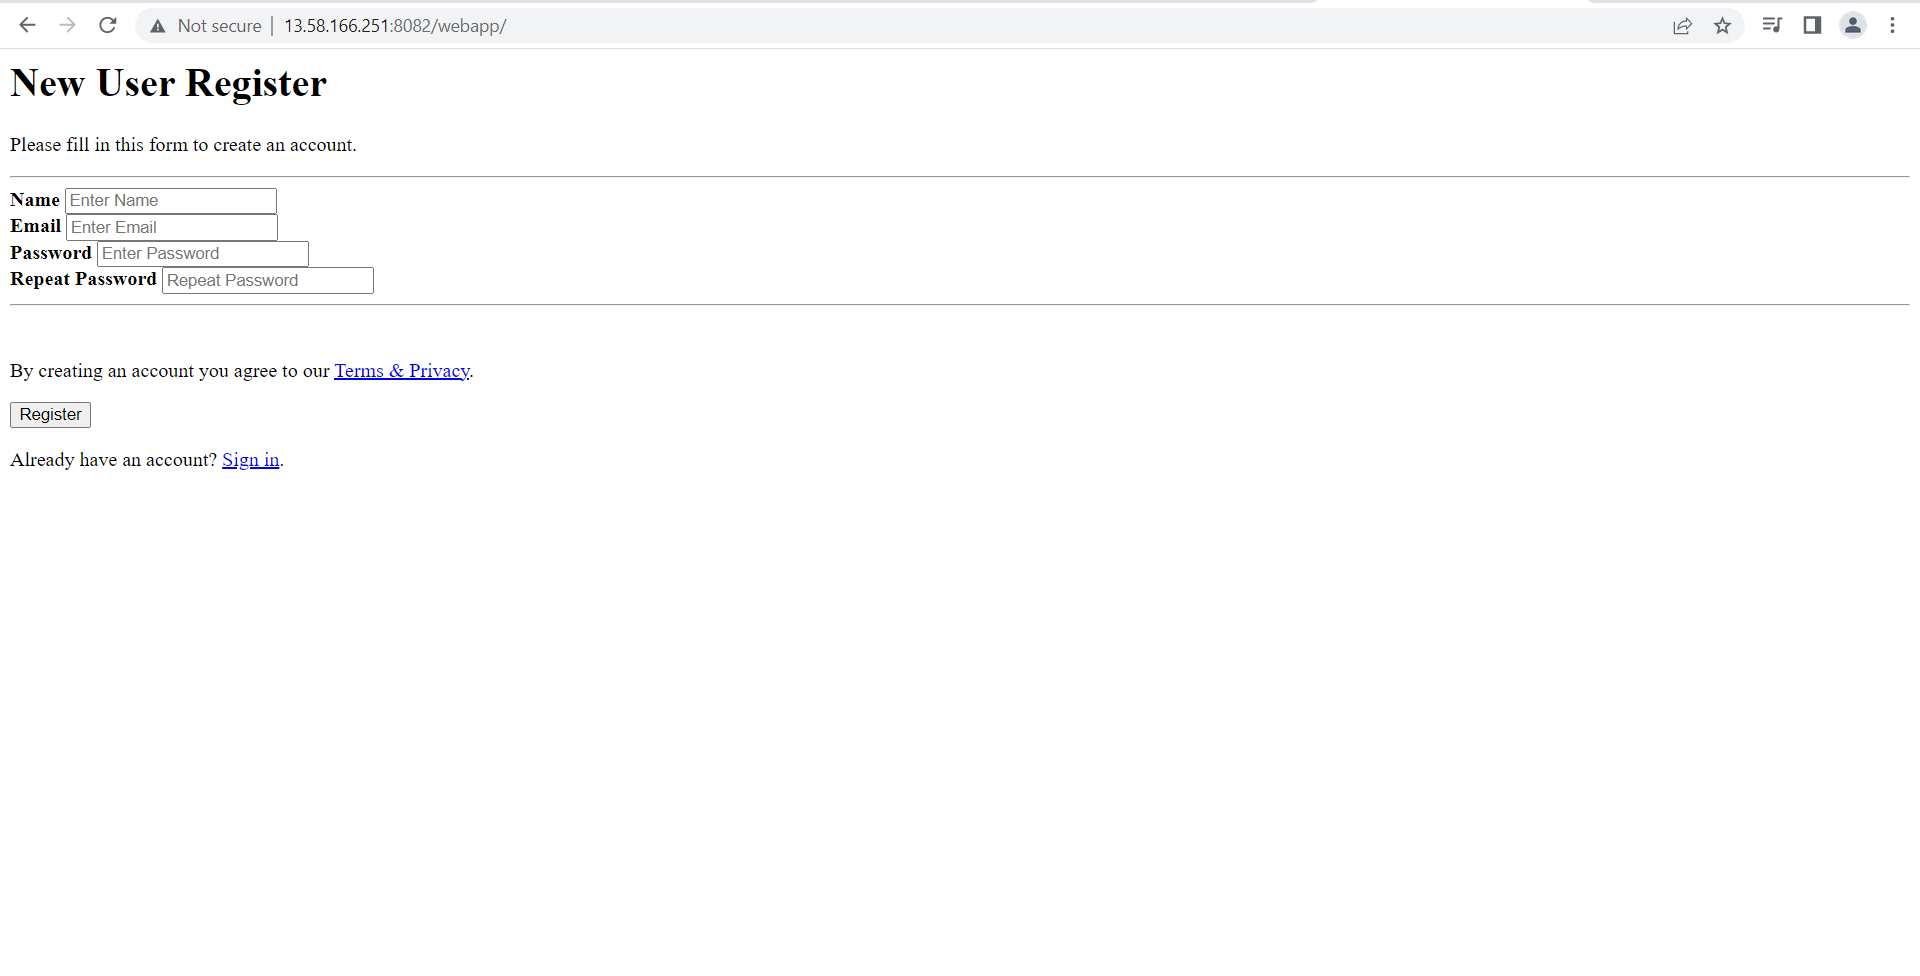 Not secure | 13.58.166.251:8082/webapp/
New User Register
Please fill in this form to create an account.
Name Enter Name
Email Enter Email
Password Enter Password
Repeat Password Repeat Password
By creating an account you agree to our Terms & Privacy.
Register
Already have an account? Sign in.